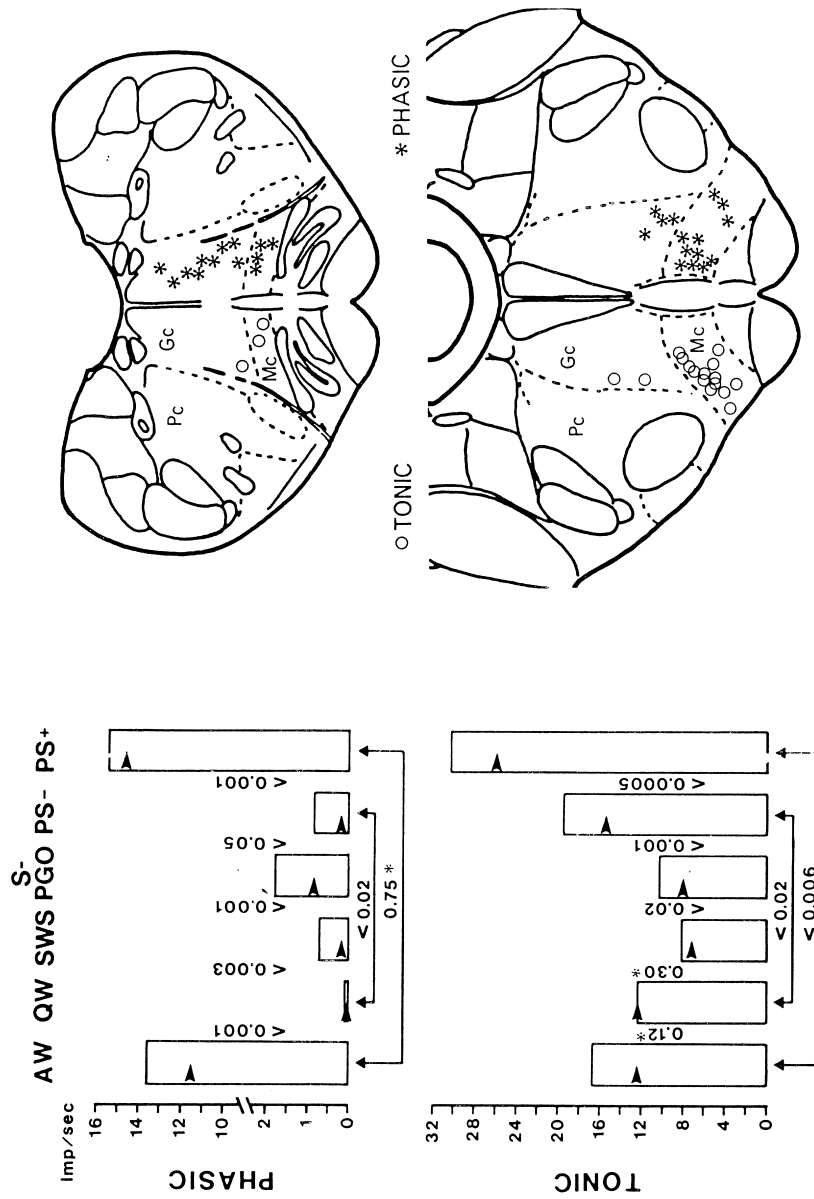 Imp/sec
AW QW SWS S- PGO PS- PS+
PHASIC
16
14
12
10
2
1
0
< 0.001
< 0.003
< 0.001
< 0.05
< 0.001
< 0.02
0.75 *
TONIC
32
28
24
20
16
12
8
4
0
0.12*
0.30*
< 0.02
< 0.001
< 0.0005
< 0.02
< 0.006
Pc
Gc
Mc
○ TONIC
* PHASIC
Pc
Gc
Mc